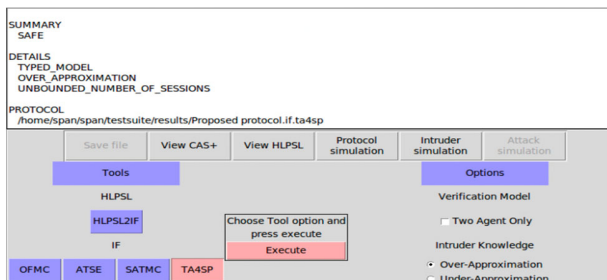 SUMMARY
SAFE
DETAILS
TYPED_MODEL
OVER_APPROXIMATION
UNBOUNDED_NUMBER_OF_SESSIONS
PROTOCOL
/home/span/span/testsuite/results/Proposed protocol.if.ta4sp
Save file
View CAS+
View HLPSL
Protocol
simulation
Intruder
simulation
Attack
simulation
Tools
Options
HLPSL
Verification Model
HLPSL2IF
Choose Tool option and
press execute
Execute
Two Agent Only
IF
Intruder Knowledge
OFMC
ATSE
SATMC
TA4SP
Over-Approximation
Under-Approximation